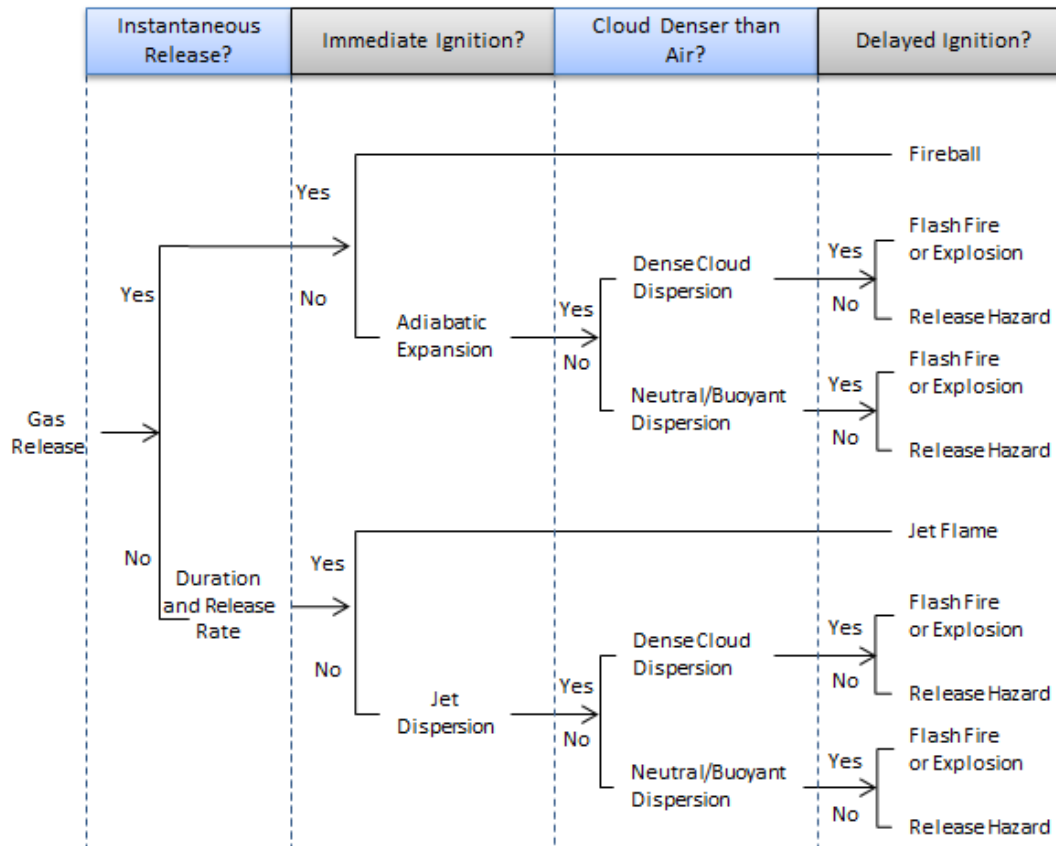 Instantaneous
Release?
Immediate Ignition?
Cloud Denser than
Air?
Delayed Ignition?
Fireball
Yes
Flash Fire
or Explosion
Yes
Dense Cloud
Dispersion
Yes
No
No
Adiabatic
Expansion
Yes
No
Release Hazard
Flash Fire
or Explosion
Neutral/Buoyant
Dispersion
Yes
No
Gas
Release
Release Hazard
Jet Flame
No
Duration
and Release
Rate
Yes
Flash Fire
or Explosion
Dense Cloud
Dispersion
Yes
No
No
Jet
Dispersion
Yes
No
Release Hazard
Flash Fire
or Explosion
Neutral/Buoyant
Dispersion
Yes
No
Release Hazard